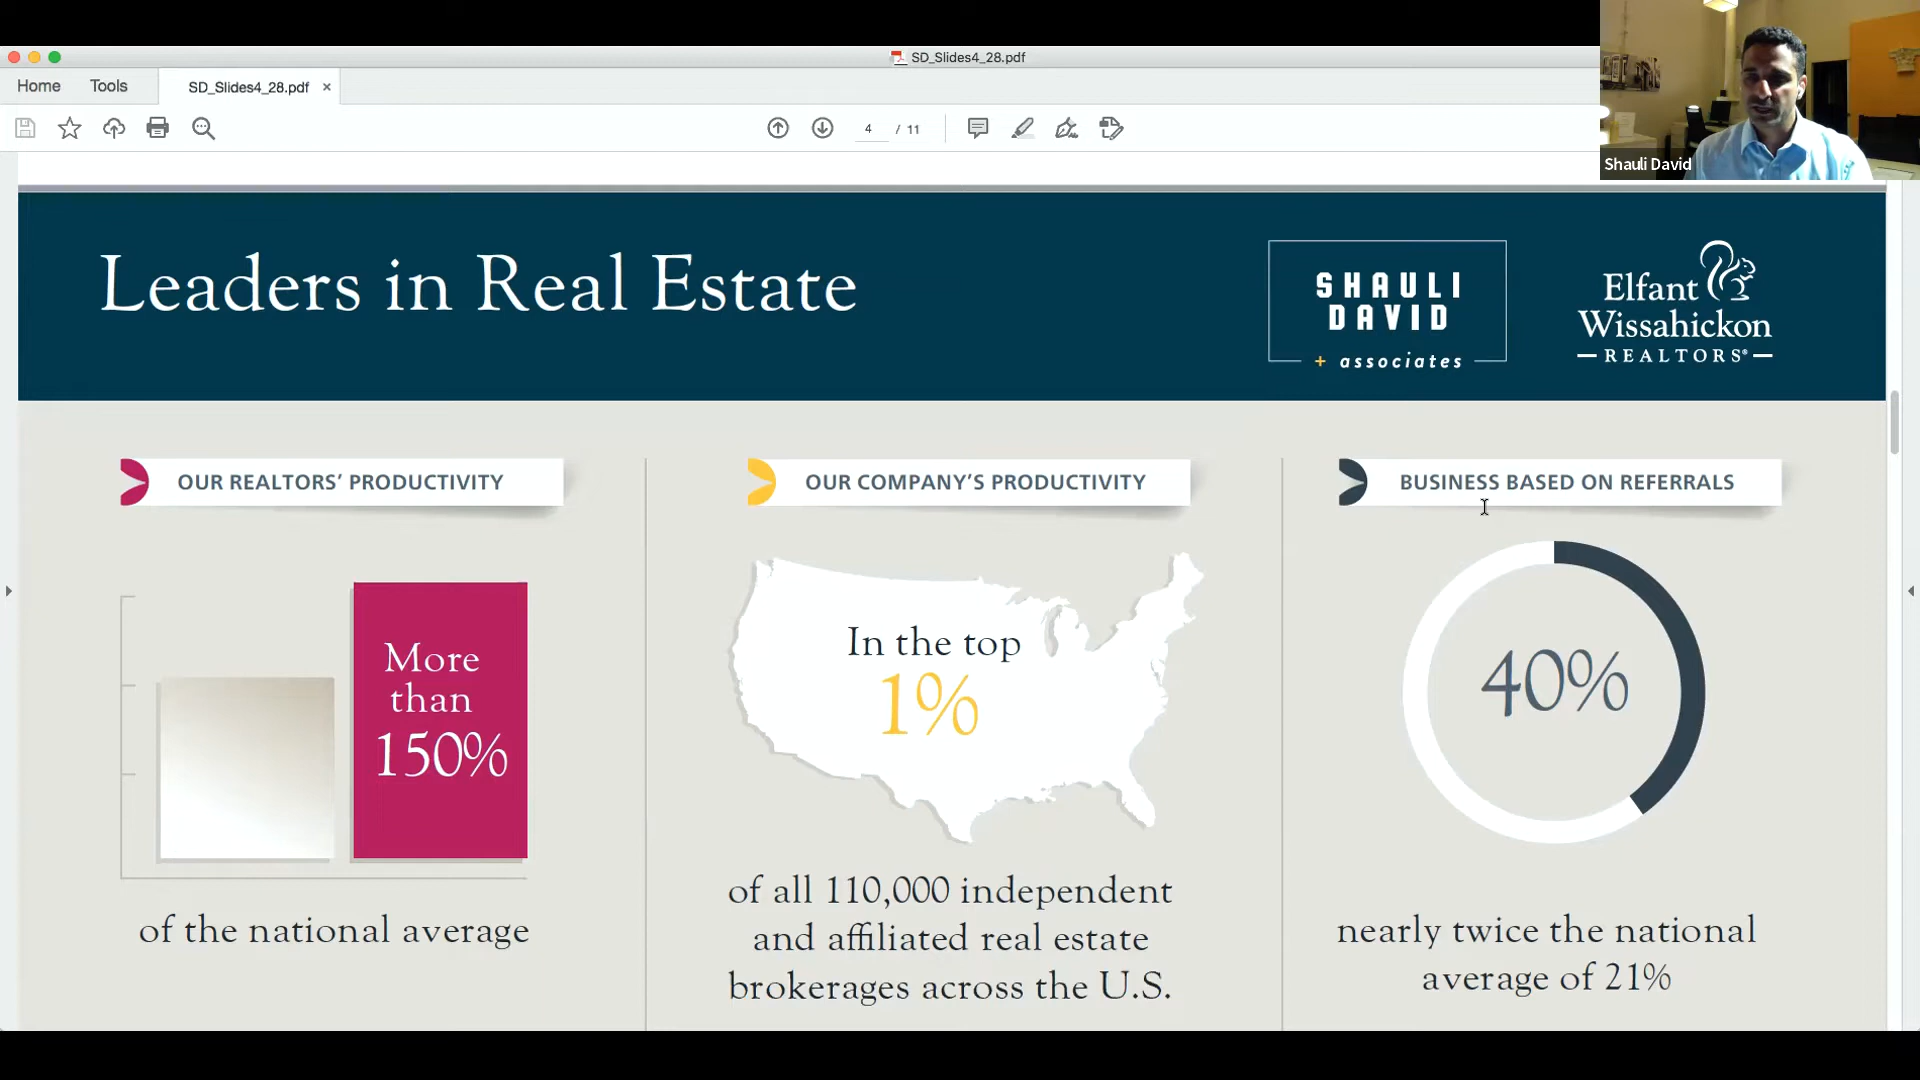 SD_Slides4_28.pdf
Home
Tools
SD_Slides4_28.pdf ×
4 / 11
Shauli David
Leaders in Real Estate
SHAULI
DAVID
+ associates
Elfant
Wissahickon
REALTORS®
OUR REALTORS’ PRODUCTIVITY
More
than
150%
of the national average
OUR COMPANY’S PRODUCTIVITY
In the top
1%
of all 110,000 independent
and affiliated real estate
brokerages across the U.S.
BUSINESS BASED ON REFERRALS
40%
nearly twice the national
average of 21%